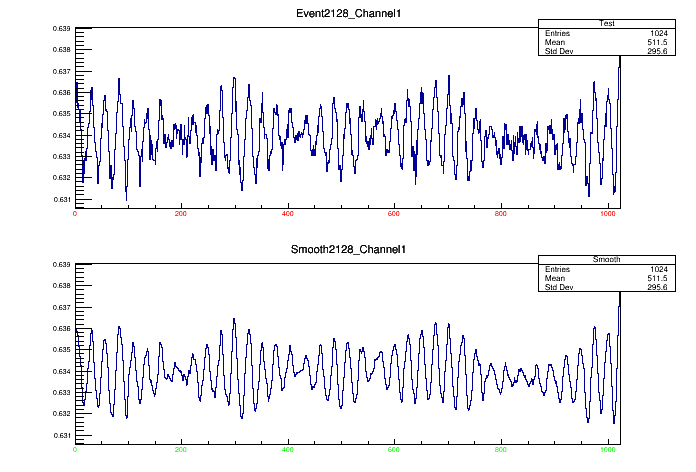 Event2128_Channel1
Test
Entries 1024
Mean 511.5
Std Dev 295.6
0.639
0.638
0.637
0.636
0.635
0.634
0.633
0.632
0.631
0 200 400 600 800 1000
Smooth2128_Channel1
Smooth
Entries 1024
Mean 511.5
Std Dev 295.6
0.639
0.638
0.637
0.636
0.635
0.634
0.633
0.632
0.631
0 200 400 600 800 1000